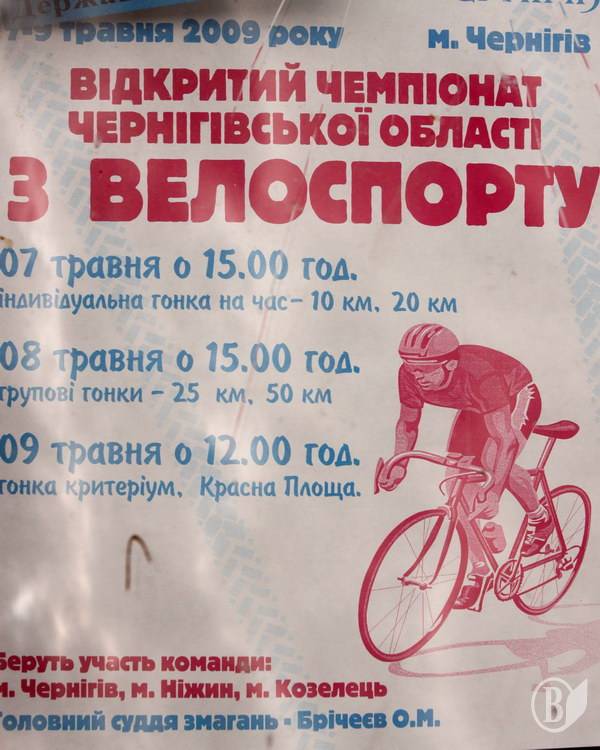 7-9 травня 2009 року м. Чернігів
ВІДКРИТИЙ ЧЕМПІОНАТ
ЧЕРНІГІВСЬКОЇ ОБЛАСТІ
З ВЕЛОСПОРТУ
07 травня о 15.00 год.
індивідуальна гонка на час – 10 км, 20 км
08 травня о 15.00 год.
групові гонки – 25 км, 50 км
09 травня о 12.00 год.
гонка критеріум, Красна Площа.
Беруть участь команди:
м. Чернігів, м. Ніжин, м. Козелець
Головний суддя змагань - Брічеєв О.М.
В